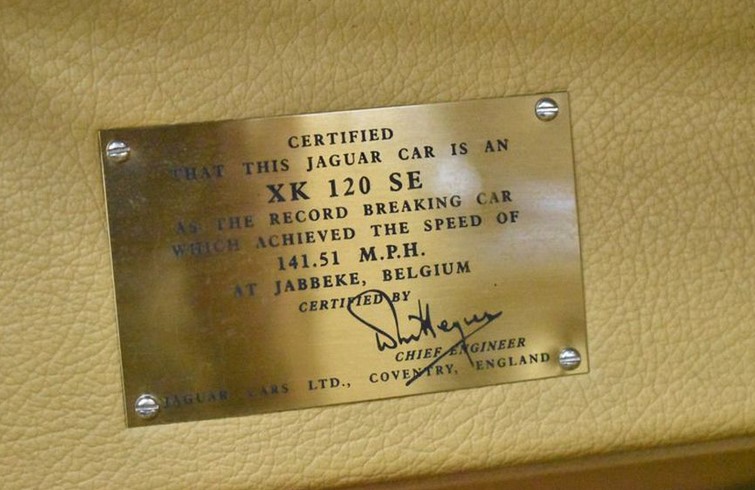 CERTIFIED
THAT THIS JAGUAR CAR IS AN
XK 120 SE
AS THE RECORD BREAKING CAR
WHICH ACHIEVED THE SPEED OF
141.51 M.P.H.
AT JABBEKE, BELGIUM
CERTIFIED BY
CHIEF ENGINEER
JAGUAR CARS LTD., COVENTRY, ENGLAND